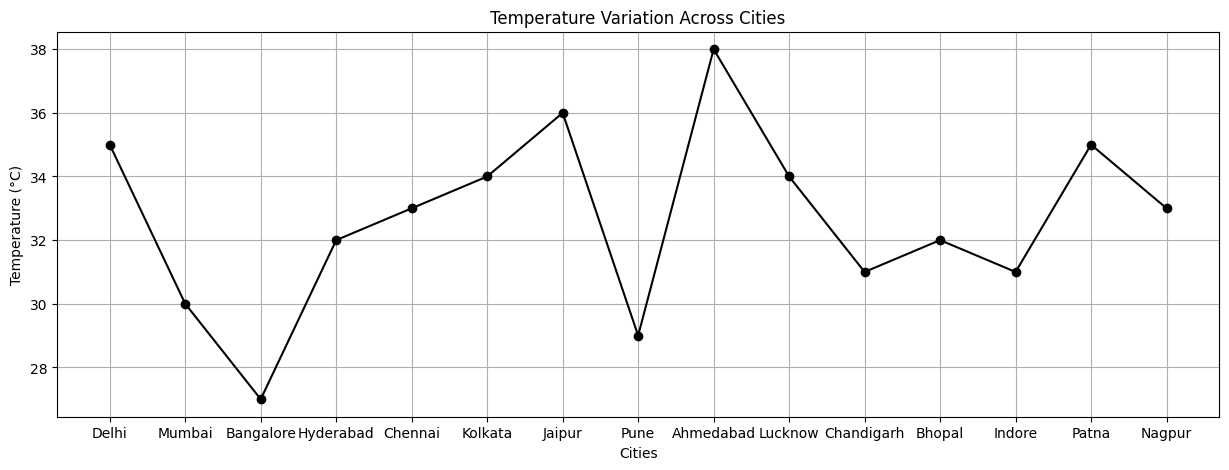 Temperature Variation Across Cities
Temperature (°C)
38
36
34
32
30
28
Delhi Mumbai Bangalore Hyderabad Chennai Kolkata Jaipur Pune Ahmedabad Lucknow Chandigarh Bhopal Indore Patna Nagpur
Cities